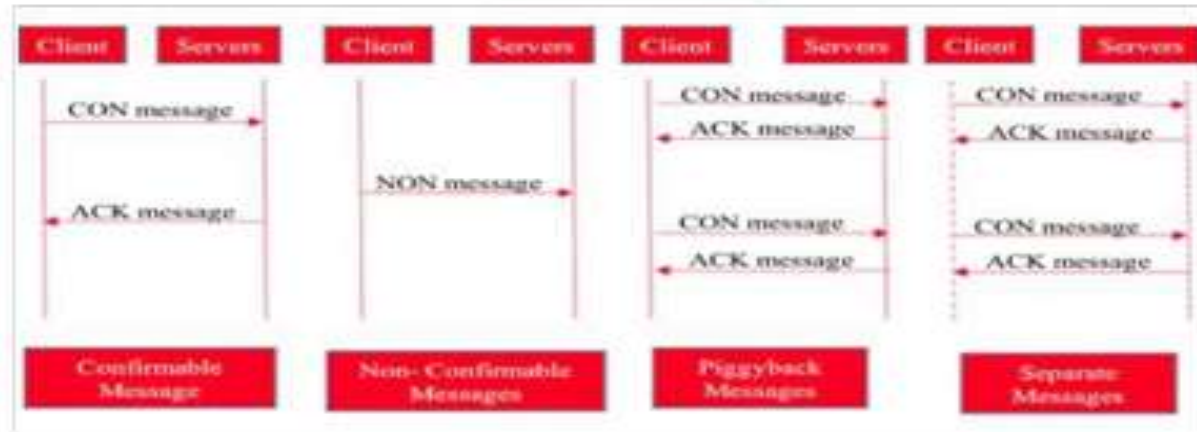 Client Servers Client Servers Client Servers Client Servers
CON message
ACK message
NON message
CON message
ACK message
CON message
ACK message
CON message
ACK message
CON message
ACK message
Confirmable
Message
Non- Confirmable
Messages
Piggyback
Messages
Separate
Messages